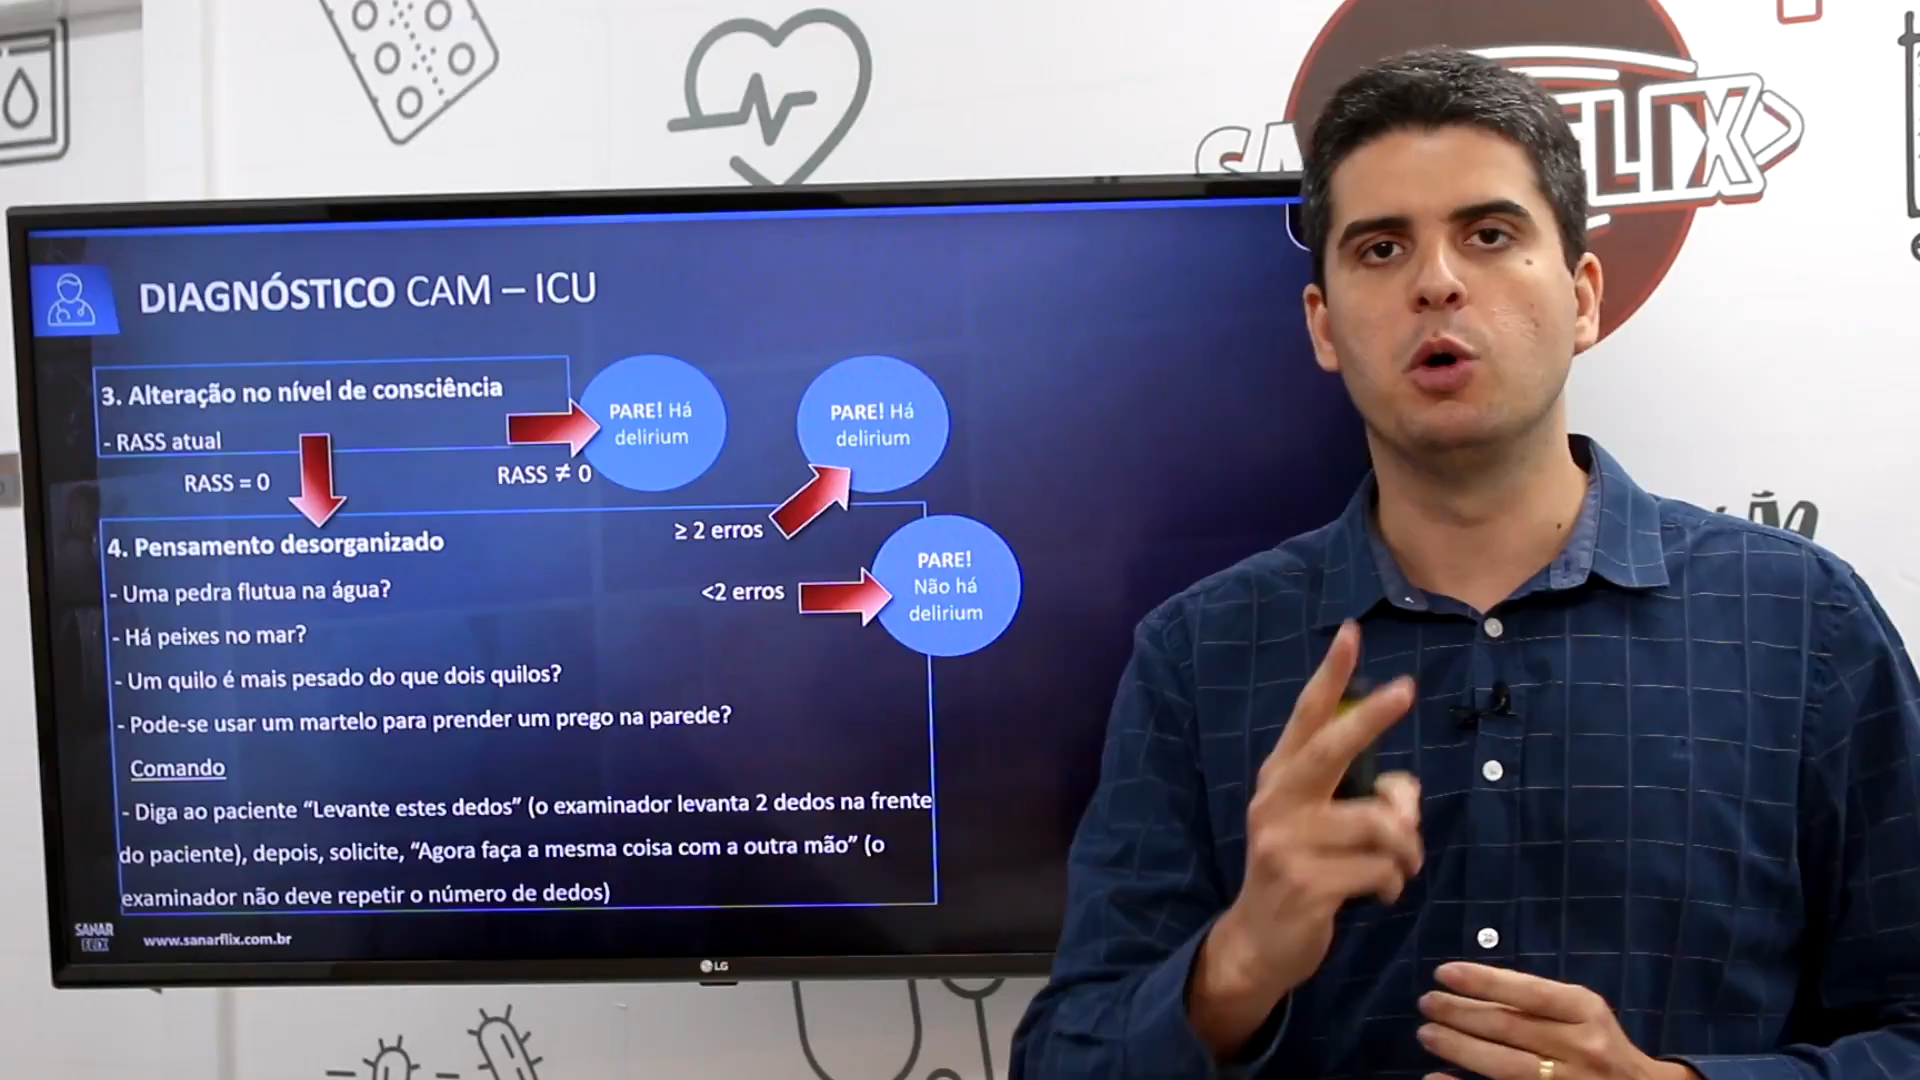 DIAGNÓSTICO CAM – ICU
3. Alteração no nível de consciência
- RASS atual
RASS = 0
RASS ≠ 0
PARE! Há
delirium
PARE! Há
delirium
≥ 2 erros
<2 erros
PARE!
Não há
delirium
4. Pensamento desorganizado
- Uma pedra flutua na água?
- Há peixes no mar?
- Um quilo é mais pesado do que dois quilos?
- Pode-se usar um martelo para prender um prego na parede?
Comando
- Diga ao paciente “Levante estes dedos” (o examinador levanta 2 dedos na frente
do paciente), depois, solicite, “Agora faça a mesma coisa com a outra mão” (o
examinador não deve repetir o número de dedos)
SANAR
FLIX
www.sanarflix.com.br
LG
FLIX